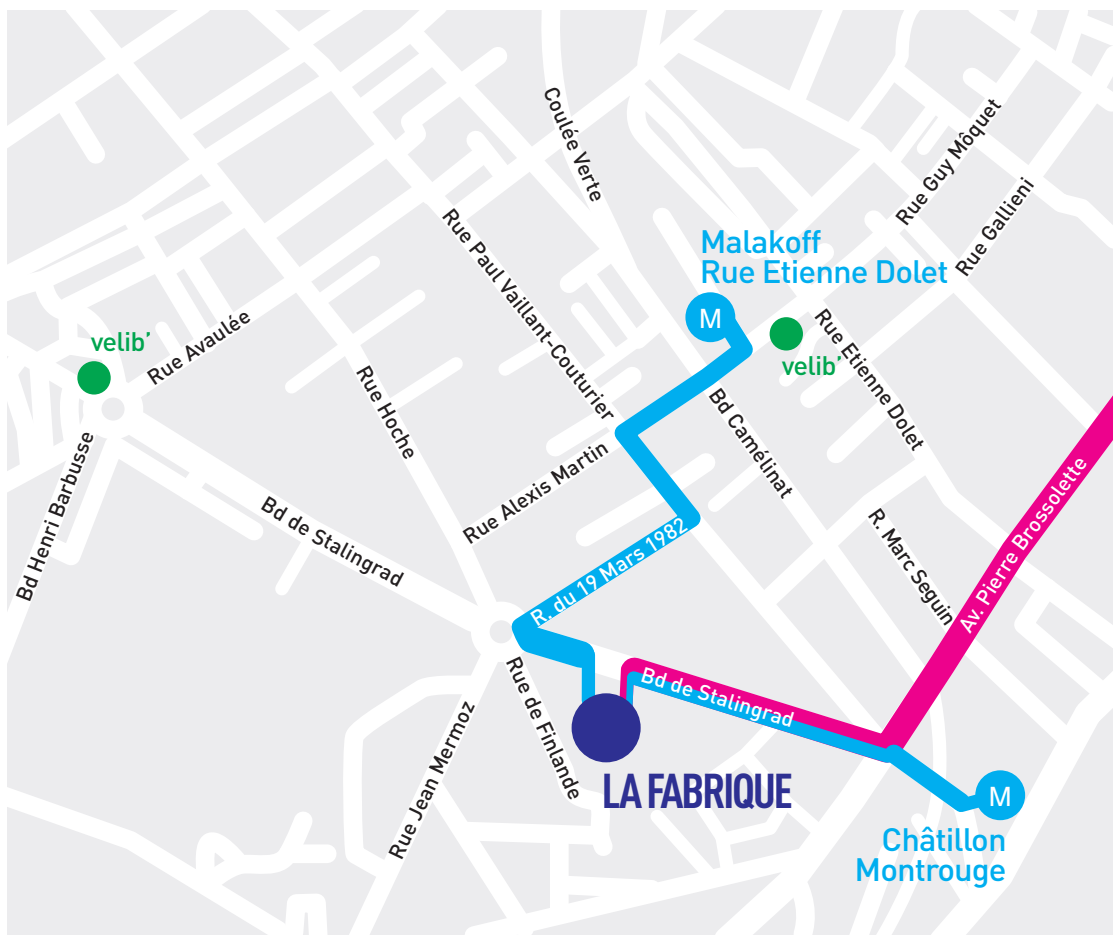 Coulée Verte
Rue Guy Môquet
Rue Gallieni
Rue Paul Vaillant-Couturier
Malakoff
Rue Etienne Dolet
M
velib'
velib'
Rue Avaulée
Rue Etienne Dolet
Rue Hoche
Bd Camélinat
Rue Alexis Martin
Bd Henri Barbusse
Bd de Stalingrad
R. Marc Seguin
Av. Pierre Brossolette
R. du 19 Mars 1982
Bd de Stalingrad
Rue de Finlande
Rue Jean Mermoz
LA FABRIQUE
M
Châtillon
Montrouge